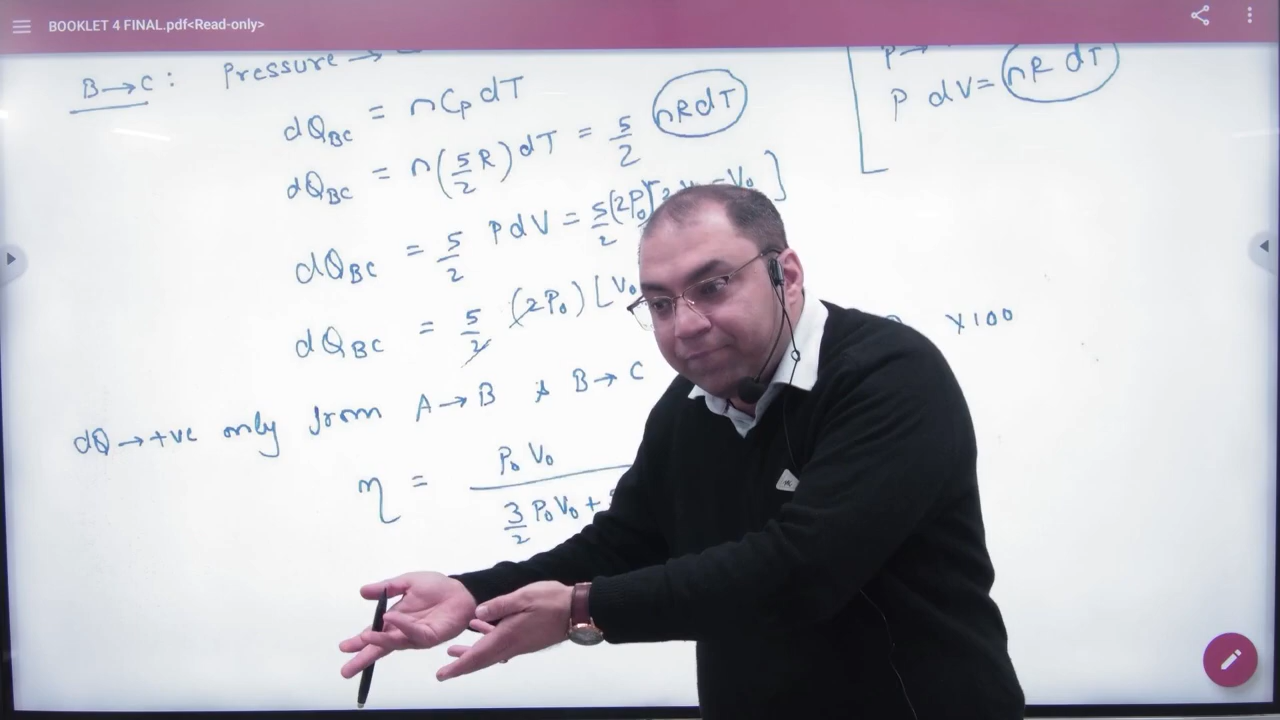 BOOKLET 4 FINAL.pdf<Read-only>
B→C: Pressure →
dQ_BC = nC_P dT
dQ_BC = n(5/2 R)dT = 5/2 nRdT
dQ_BC = 5/2 PdV = 5/2 (2P₀) V₀]
dQ_BC = 5/2 (2P₀) [V₀
dQ→+ve only from A→B & B→C
η = P₀V₀ / 3/2 P₀V₀ +
×100
P→
P dV = nR dT